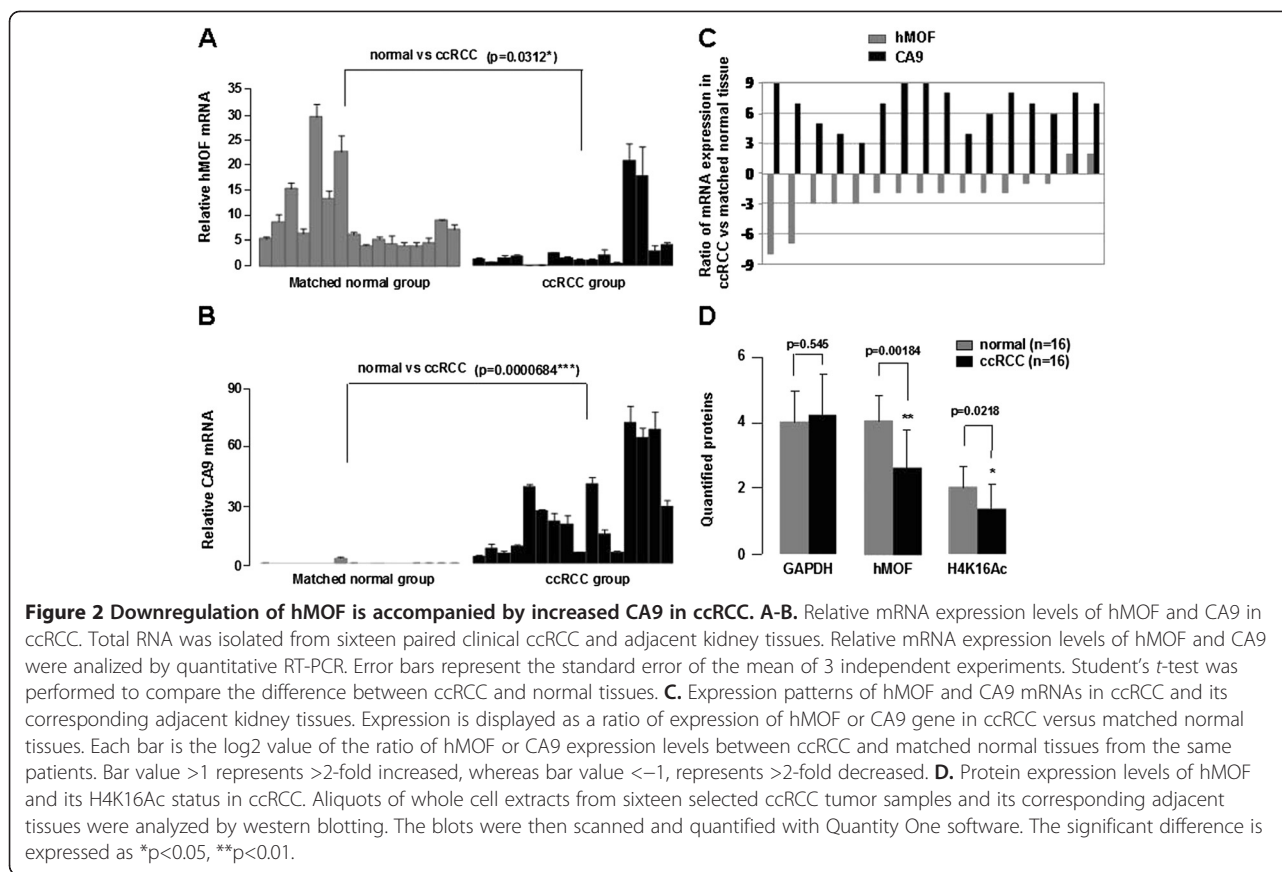 A
normal vs ccRCC (p=0.0312*)
Relative hMOF mRNA
35
30
25
20
15
10
5
0
Matched normal group
ccRCC group
B
normal vs ccRCC (p=0.0000684***)
Relative CA9 mRNA
90
60
30
0
Matched normal group
ccRCC group
C
hMOF
CA9
Ratio of mRNA expression in
ccRCC vs matched normal tissue
9
6
3
0
-3
-6
-9
D
normal (n=16)
ccRCC (n=16)
p=0.545
p=0.00184
p=0.0218
**
*
Quantified proteins
6
4
2
0
GAPDH
hMOF
H4K16Ac
Figure 2 Downregulation of hMOF is accompanied by increased CA9 in ccRCC. A-B. Relative mRNA expression levels of hMOF and CA9 in
ccRCC. Total RNA was isolated from sixteen paired clinical ccRCC and adjacent kidney tissues. Relative mRNA expression levels of hMOF and CA9
were analized by quantitative RT-PCR. Error bars represent the standard error of the mean of 3 independent experiments. Student's t-test was
performed to compare the difference between ccRCC and normal tissues. C. Expression patterns of hMOF and CA9 mRNAs in ccRCC and its
corresponding adjacent kidney tissues. Expression is displayed as a ratio of expression of hMOF or CA9 gene in ccRCC versus matched normal
tissues. Each bar is the log2 value of the ratio of hMOF or CA9 expression levels between ccRCC and matched normal tissues from the same
patients. Bar value >1 represents >2-fold increased, whereas bar value <−1, represents >2-fold decreased. D. Protein expression levels of hMOF
and its H4K16Ac status in ccRCC. Aliquots of whole cell extracts from sixteen selected ccRCC tumor samples and its corresponding adjacent
tissues were analyzed by western blotting. The blots were then scanned and quantified with Quantity One software. The significant difference is
expressed as *p<0.05, **p<0.01.